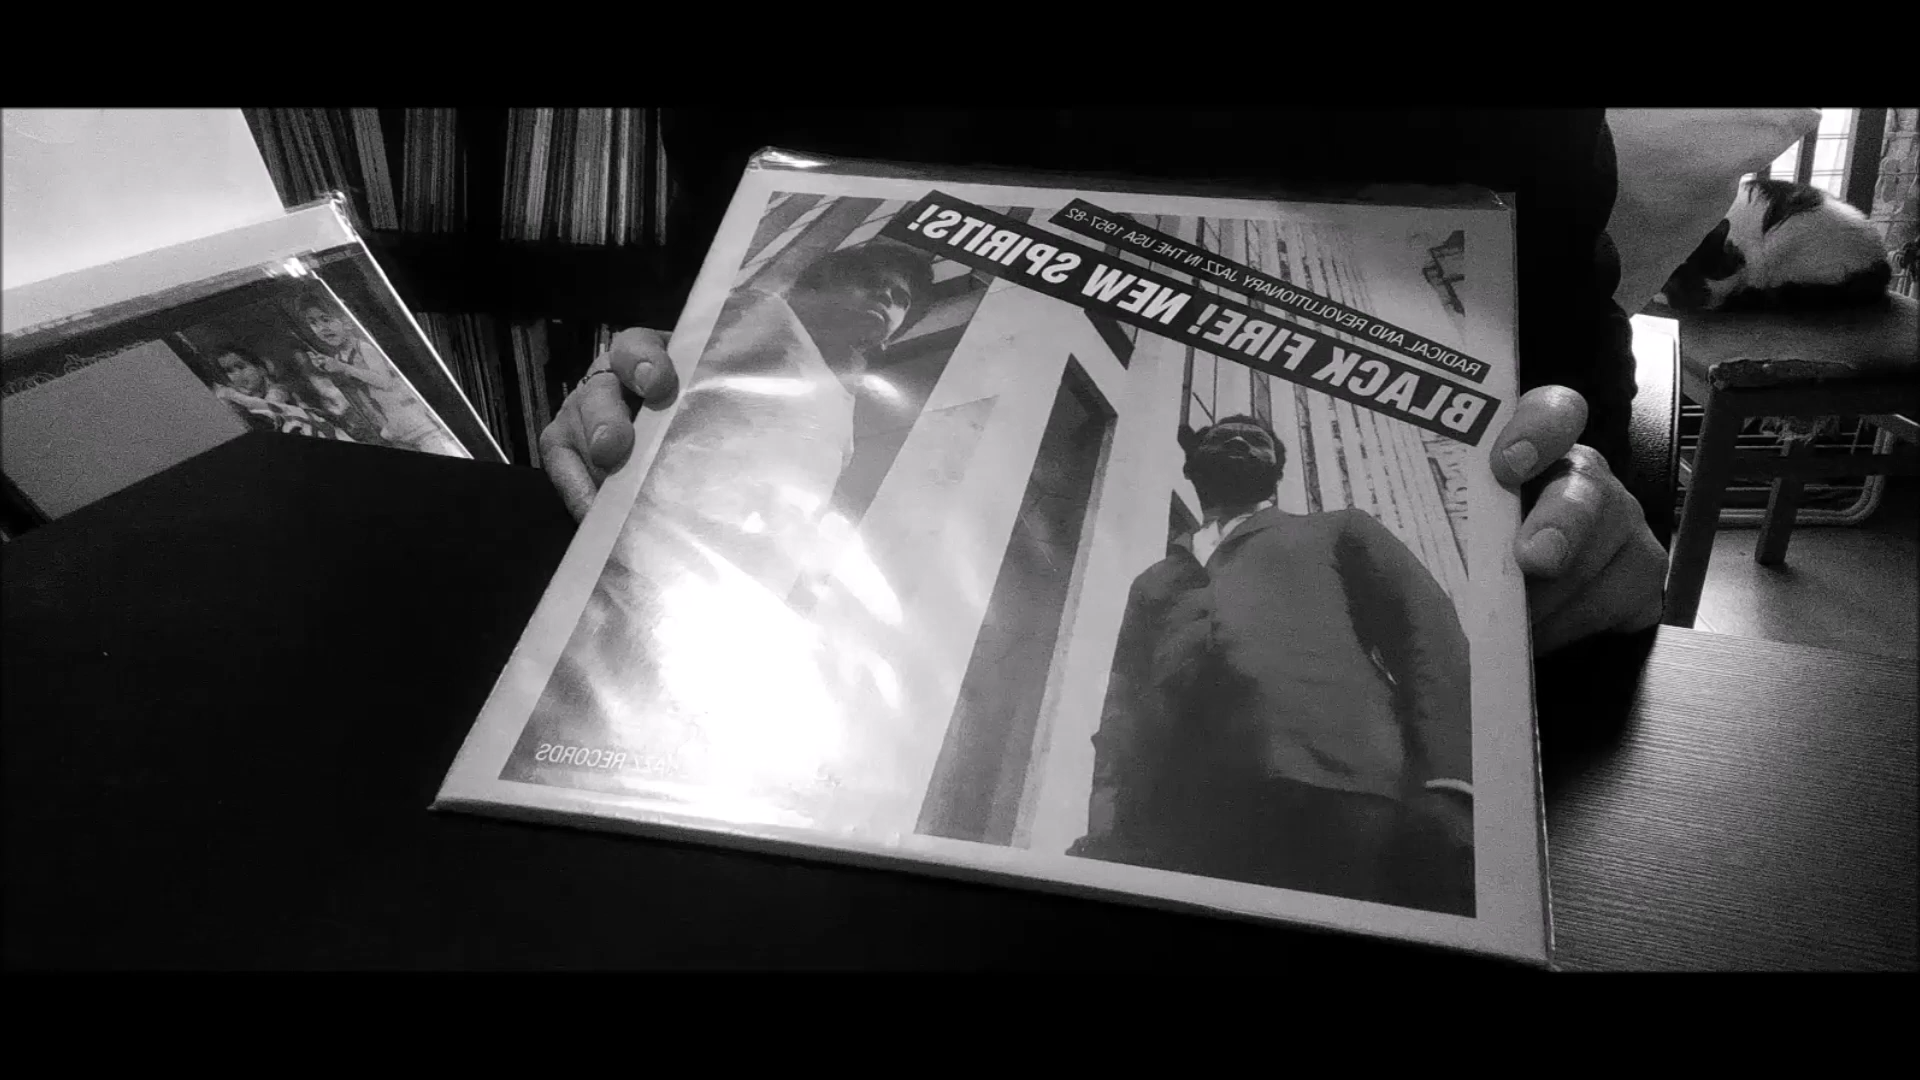 RADICAL AND REVOLUTIONARY JAZZ IN THE USA 1957-82
BLACK FIRE! NEW SPIRITS!
JAZZ RECORDS